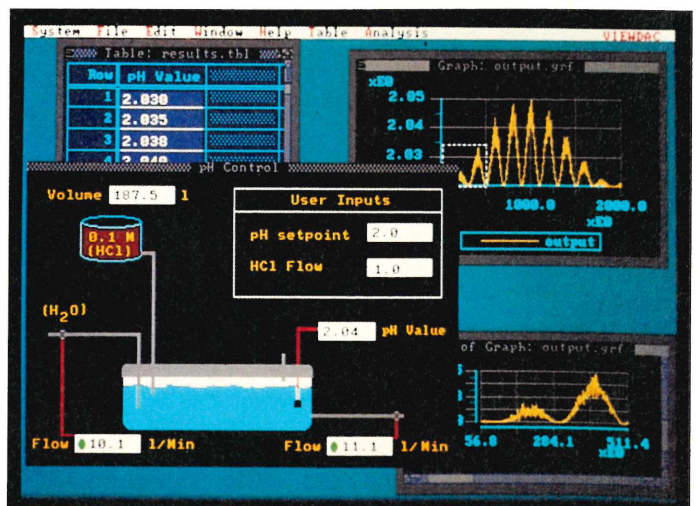 System File Edit Window Help Table Analysis VIEWDAC
Table: results.tbl
Row pH Value
1 2.030
2 2.035
3 2.038
4 2.040
Graph: output.grf
xE0
2.05
2.04
2.03
1000.0 2000.0
xE0
output
pH Control
Volume 187.5 l
0.1 M
(HCl)
User Inputs
pH setpoint 2.0
HCl Flow 1.0
(H2O)
2.04 pH Value
Flow 10.1 l/Min
Flow 11.1 l/Min
of Graph: output.grf
56.8 284.1 511.4
xE0